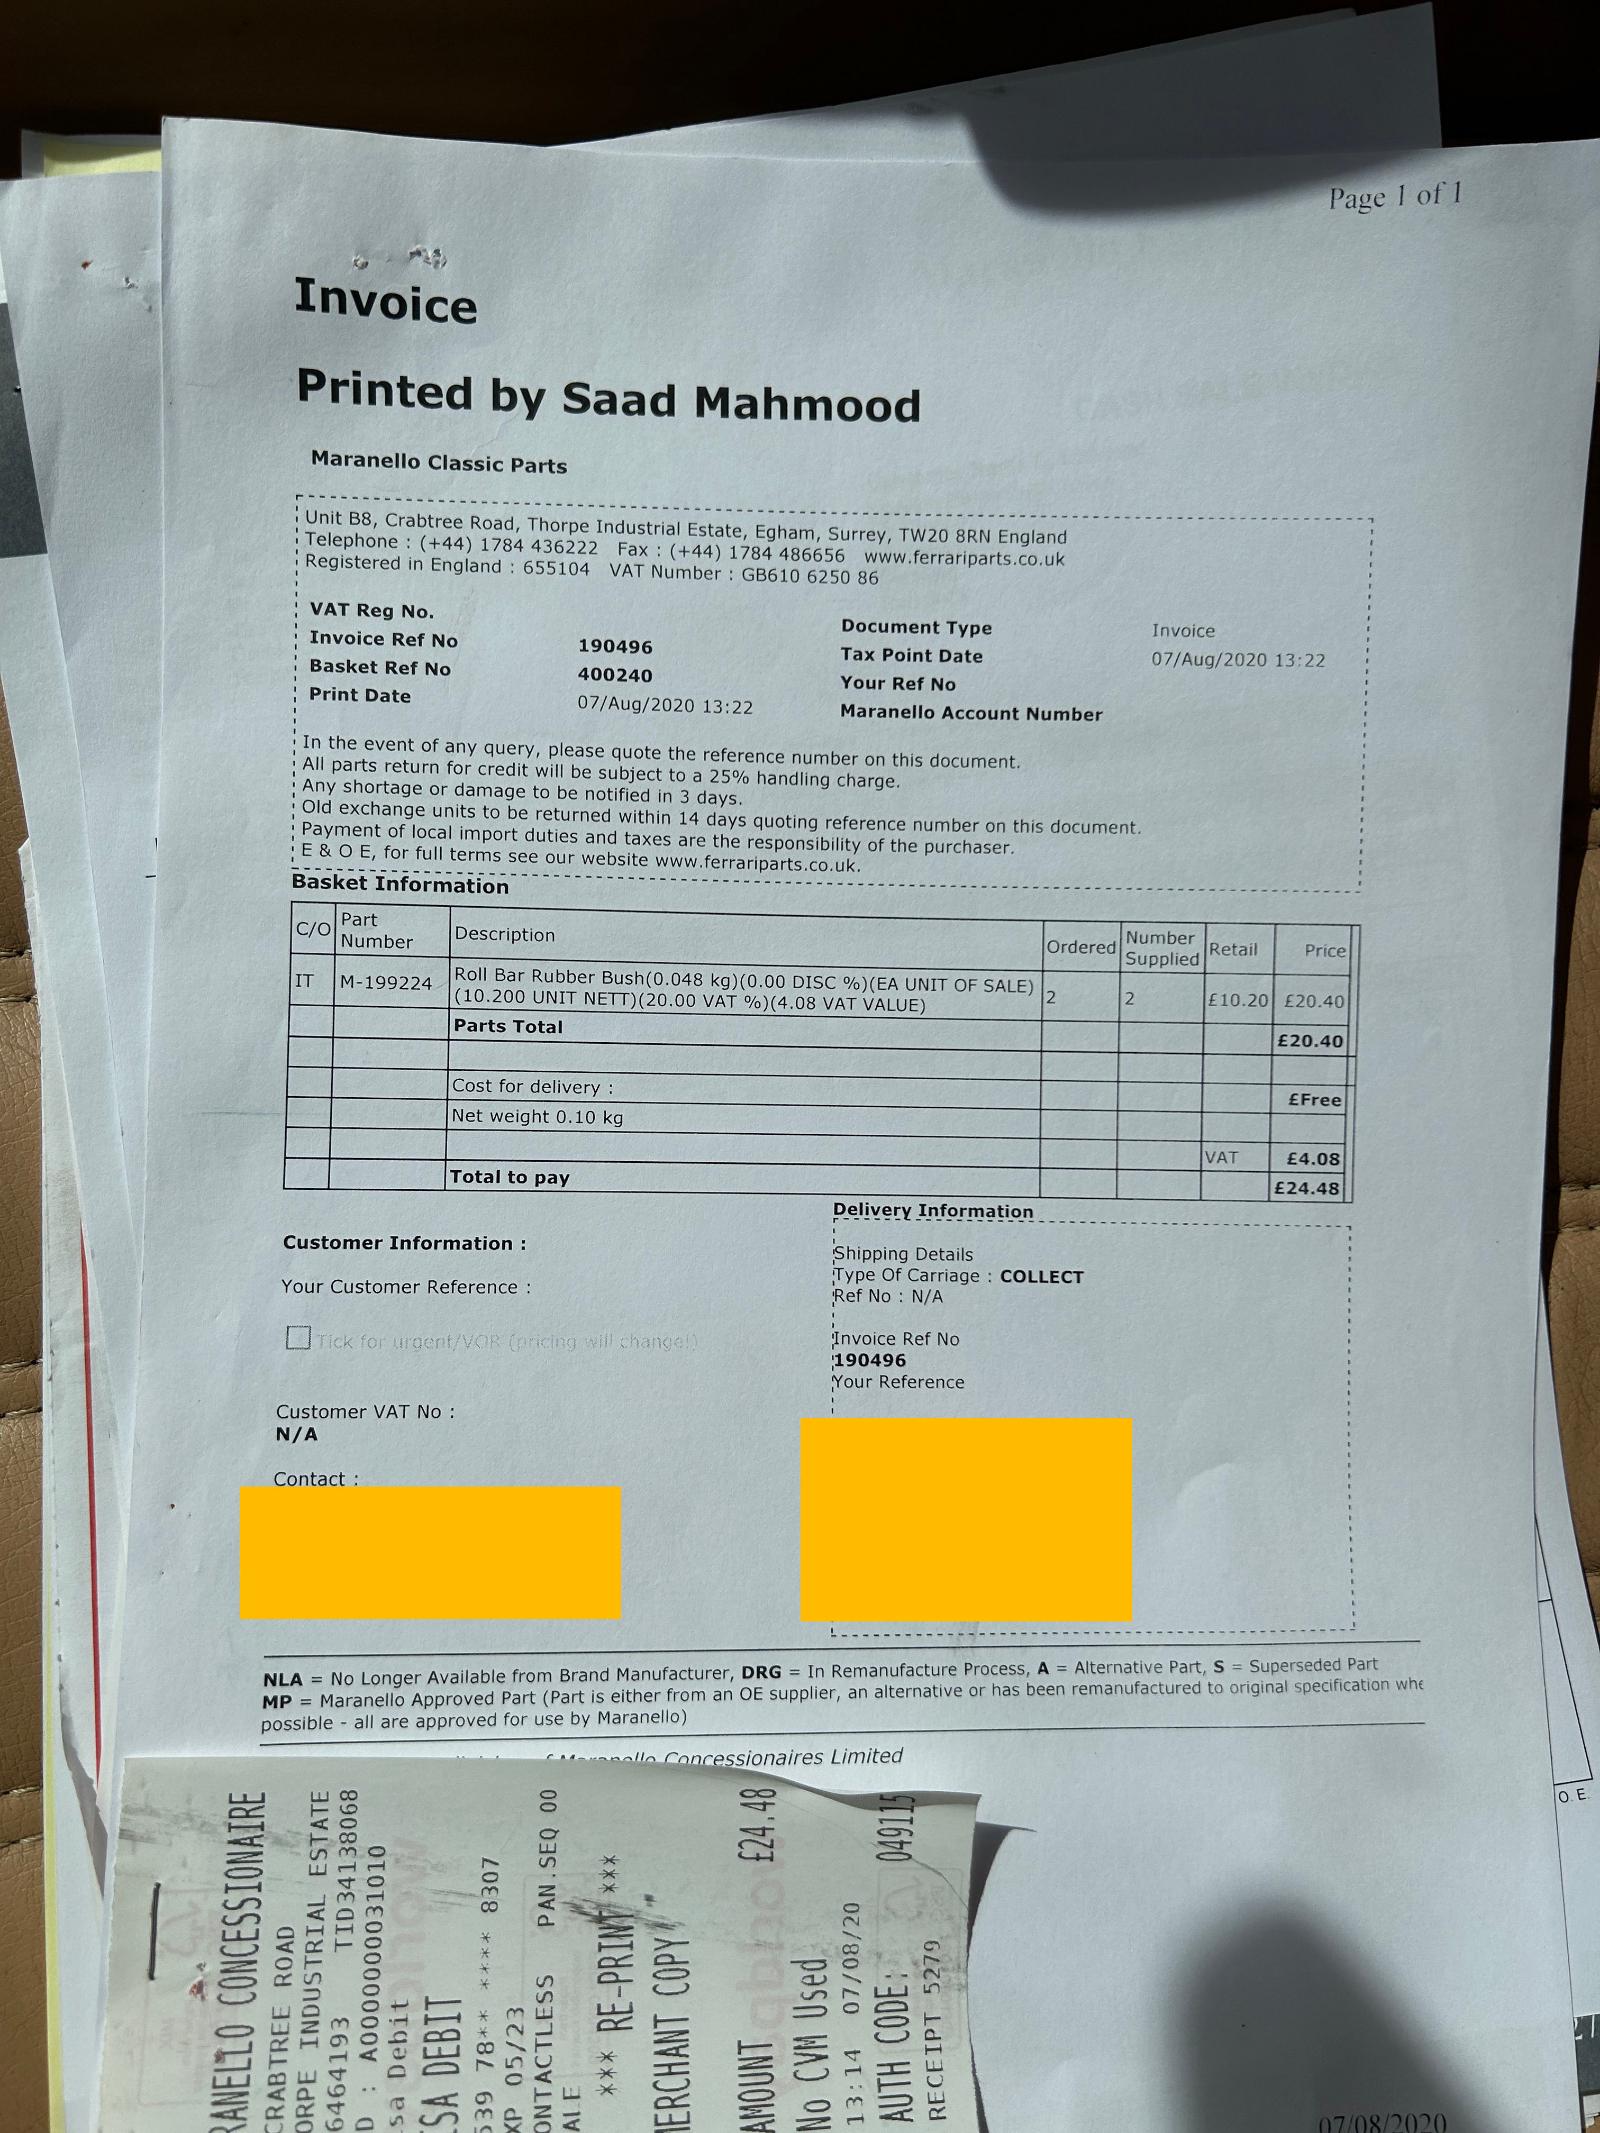 Page 1 of 1
Invoice
Printed by Saad Mahmood
Maranello Classic Parts
Unit B8, Crabtree Road, Thorpe Industrial Estate, Egham, Surrey, TW20 8RN England
Telephone : (+44) 1784 436222 Fax : (+44) 1784 486656 www.ferrariparts.co.uk
Registered in England : 655104 VAT Number : GB610 6250 86
VAT Reg No.
Invoice Ref No 190496
Basket Ref No 400240
Print Date 07/Aug/2020 13:22
Document Type Invoice
Tax Point Date 07/Aug/2020 13:22
Your Ref No
Maranello Account Number
In the event of any query, please quote the reference number on this document.
All parts return for credit will be subject to a 25% handling charge.
Any shortage or damage to be notified in 3 days.
Old exchange units to be returned within 14 days quoting reference number on this document.
Payment of local import duties and taxes are the responsibility of the purchaser.
E & O E, for full terms see our website www.ferrariparts.co.uk.
Basket Information
C/O Part Number Description Ordered Number Supplied Retail Price
IT M-199224 Roll Bar Rubber Bush(0.048 kg)(0.00 DISC %)(EA UNIT OF SALE)
(10.200 UNIT NETT)(20.00 VAT %)(4.08 VAT VALUE) 2 2 £10.20 £20.40
Parts Total £20.40
Cost for delivery : £Free
Net weight 0.10 kg
VAT £4.08
Total to pay £24.48
Customer Information :
Your Customer Reference :
Tick for urgent/VOR (pricing will change!)
Customer VAT No :
N/A
Contact :
Delivery Information
Shipping Details
Type Of Carriage : COLLECT
Ref No : N/A
Invoice Ref No
190496
Your Reference
NLA = No Longer Available from Brand Manufacturer, DRG = In Remanufacture Process, A = Alternative Part, S = Superseded Part
MP = Maranello Approved Part (Part is either from an OE supplier, an alternative or has been remanufactured to original specification whe
possible - all are approved for use by Maranello)
Concessionaires Limited
RANELLO CONCESSIONAIRE
CRABTREE ROAD
ORPE INDUSTRIAL ESTATE
6464193 TID34138068
D : A0000000031010
sa Debit
SA DEBIT
539 78** **** 8307
XP 05/23
ONTACTLESS PAN.SEQ 00
ALE
*** RE-PRINT ***
MERCHANT COPY
AMOUNT £24.48
No CVM Used
13:14 07/08/20
AUTH CODE: 049115
RECEIPT 5279
07/08/2020
O.E.